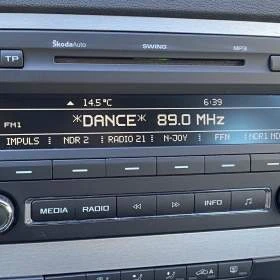 ŠkodaAuto SWING MP3
TP
▲ 14.5°C 6:39
FM1 *DANCE* 89.0 MHz
IMPULS | NDR 2 | RADIO 21 | N-JOY | FFN | NDR1 ND
MEDIA RADIO INFO